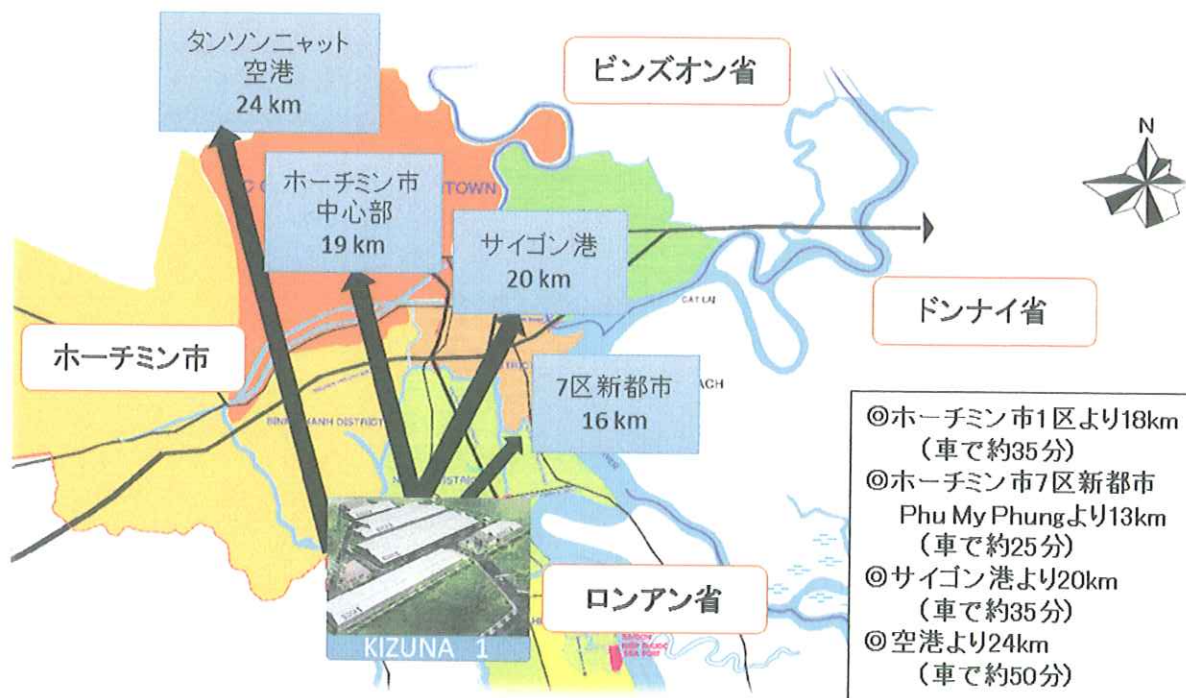 タンソンニャット
空港
24 km
ビンズオン省
N
ホーチミン市
中心部
19 km
TOWN
サイゴン港
20 km
CAT LAI
ドンナイ省
ホーチミン市
7区新都市
16 km
ACH
◎ホーチミン市1区より18km
(車で約35分)
◎ホーチミン市7区新都市
Phu My Phungより13km
(車で約25分)
◎サイゴン港より20km
(車で約35分)
◎空港より24km
(車で約50分)
ロンアン省
KIZUNA 1